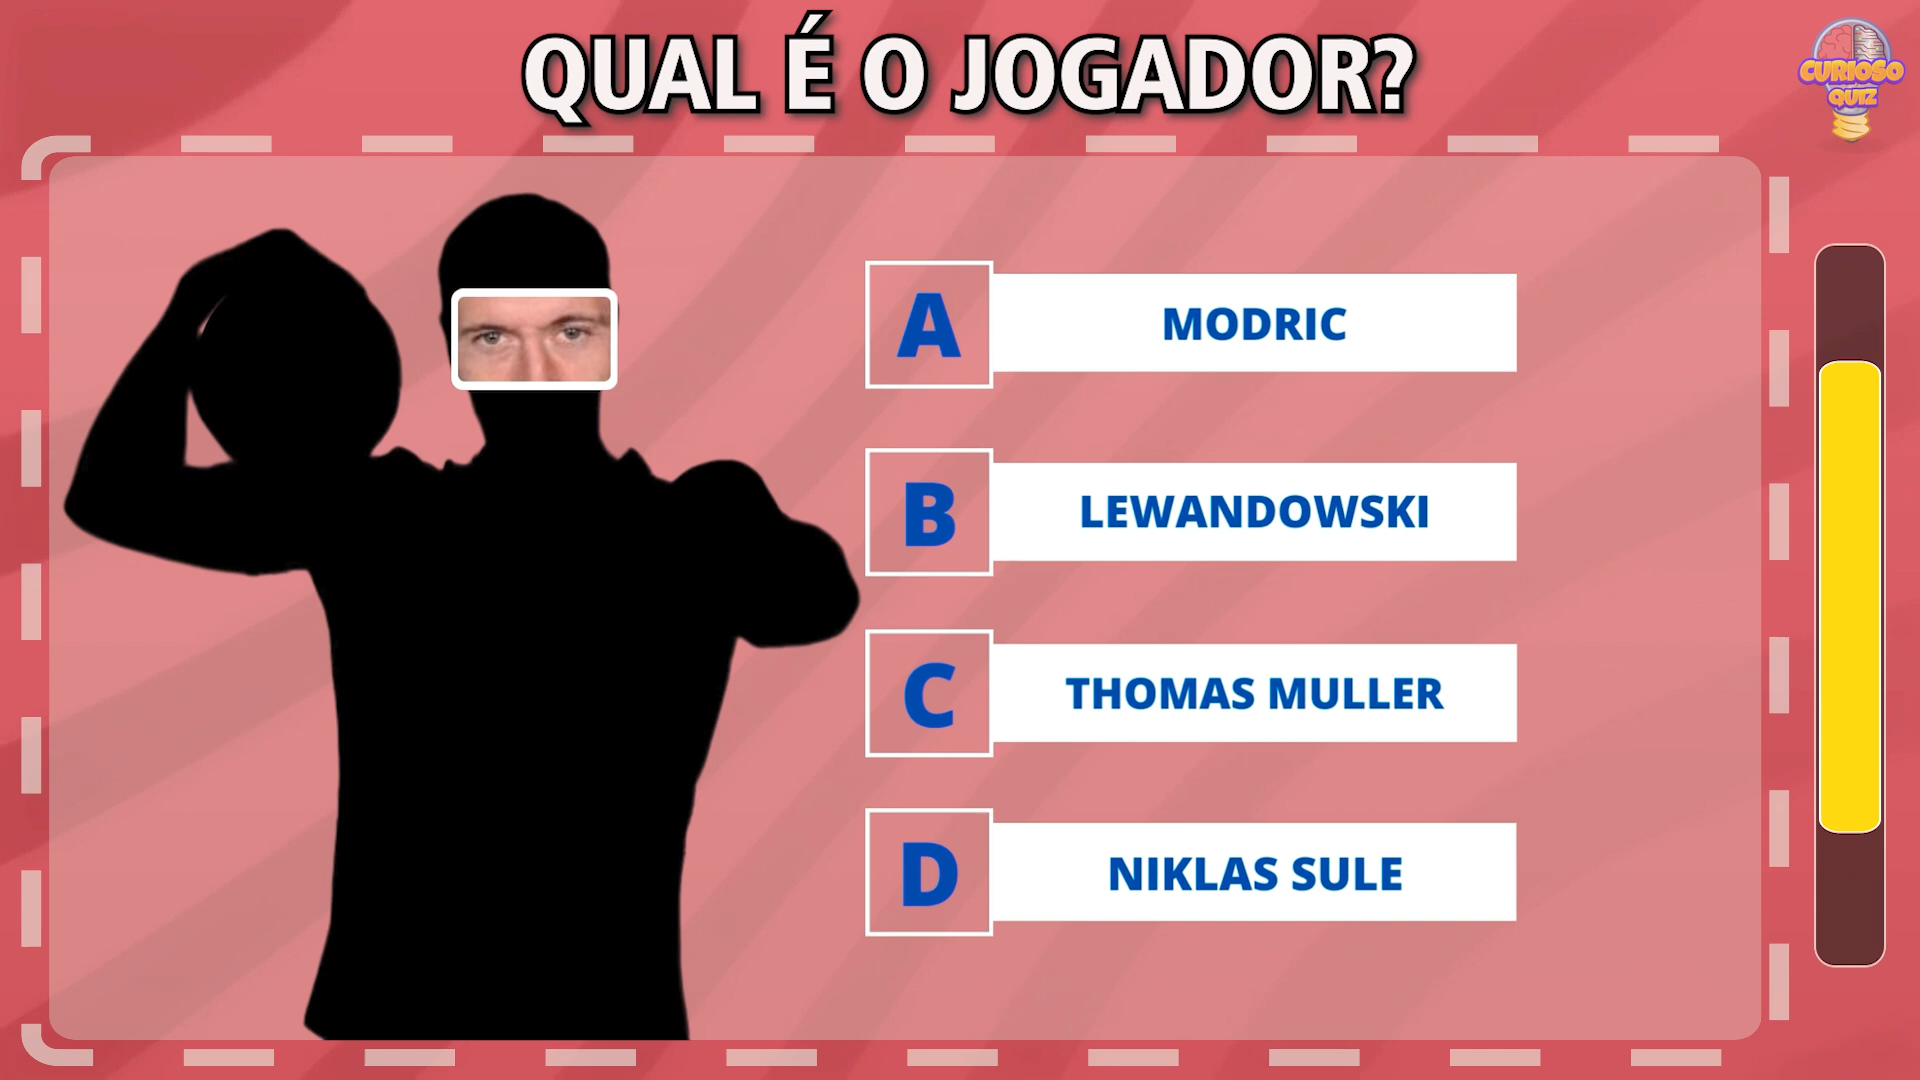 QUAL É O JOGADOR?
CURIOSO
QUIZ
A
MODRIC
B
LEWANDOWSKI
C
THOMAS MULLER
D
NIKLAS SULE